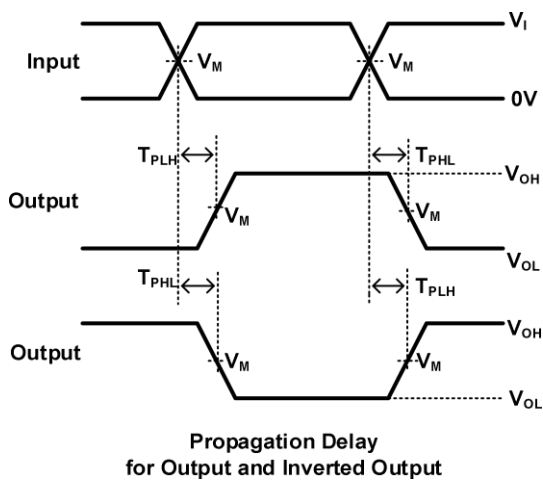 V_I
Input
V_M
V_M
0V
T_PLH
T_PHL
V_OH
Output
V_M
V_M
V_OL
T_PHL
T_PLH
V_OH
Output
V_M
V_M
V_OL
Propagation Delay
for Output and Inverted Output